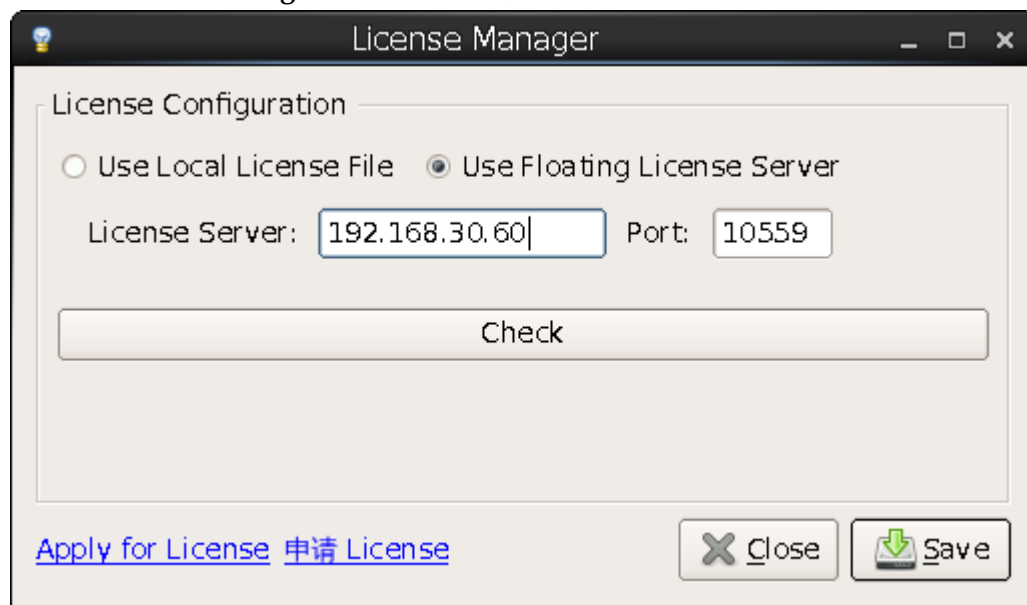 License Manager
License Configuration
Use Local License File Use Floating License Server
License Server: 192.168.30.60 Port: 10559
Check
Apply for License 申请 License Close Save